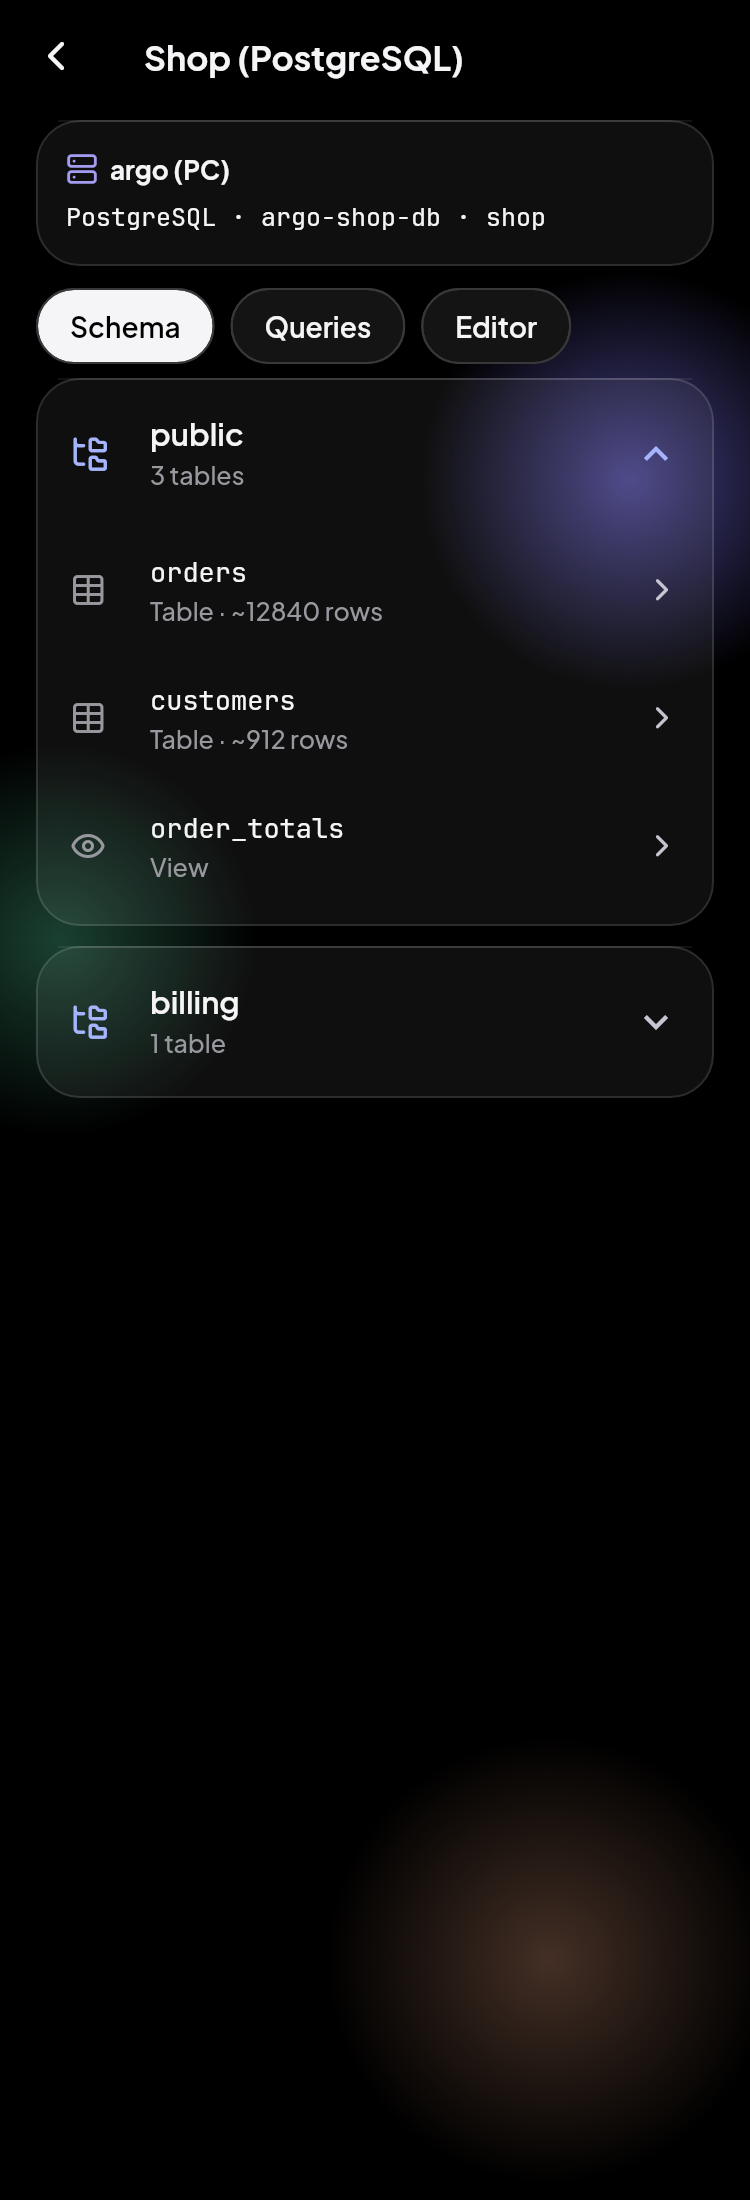 Shop (PostgreSQL)
argo (PC)
PostgreSQL · argo-shop-db · shop
Schema
Queries
Editor
public
3 tables
orders
Table · ~12840 rows
customers
Table · ~912 rows
order_totals
View
billing
1 table